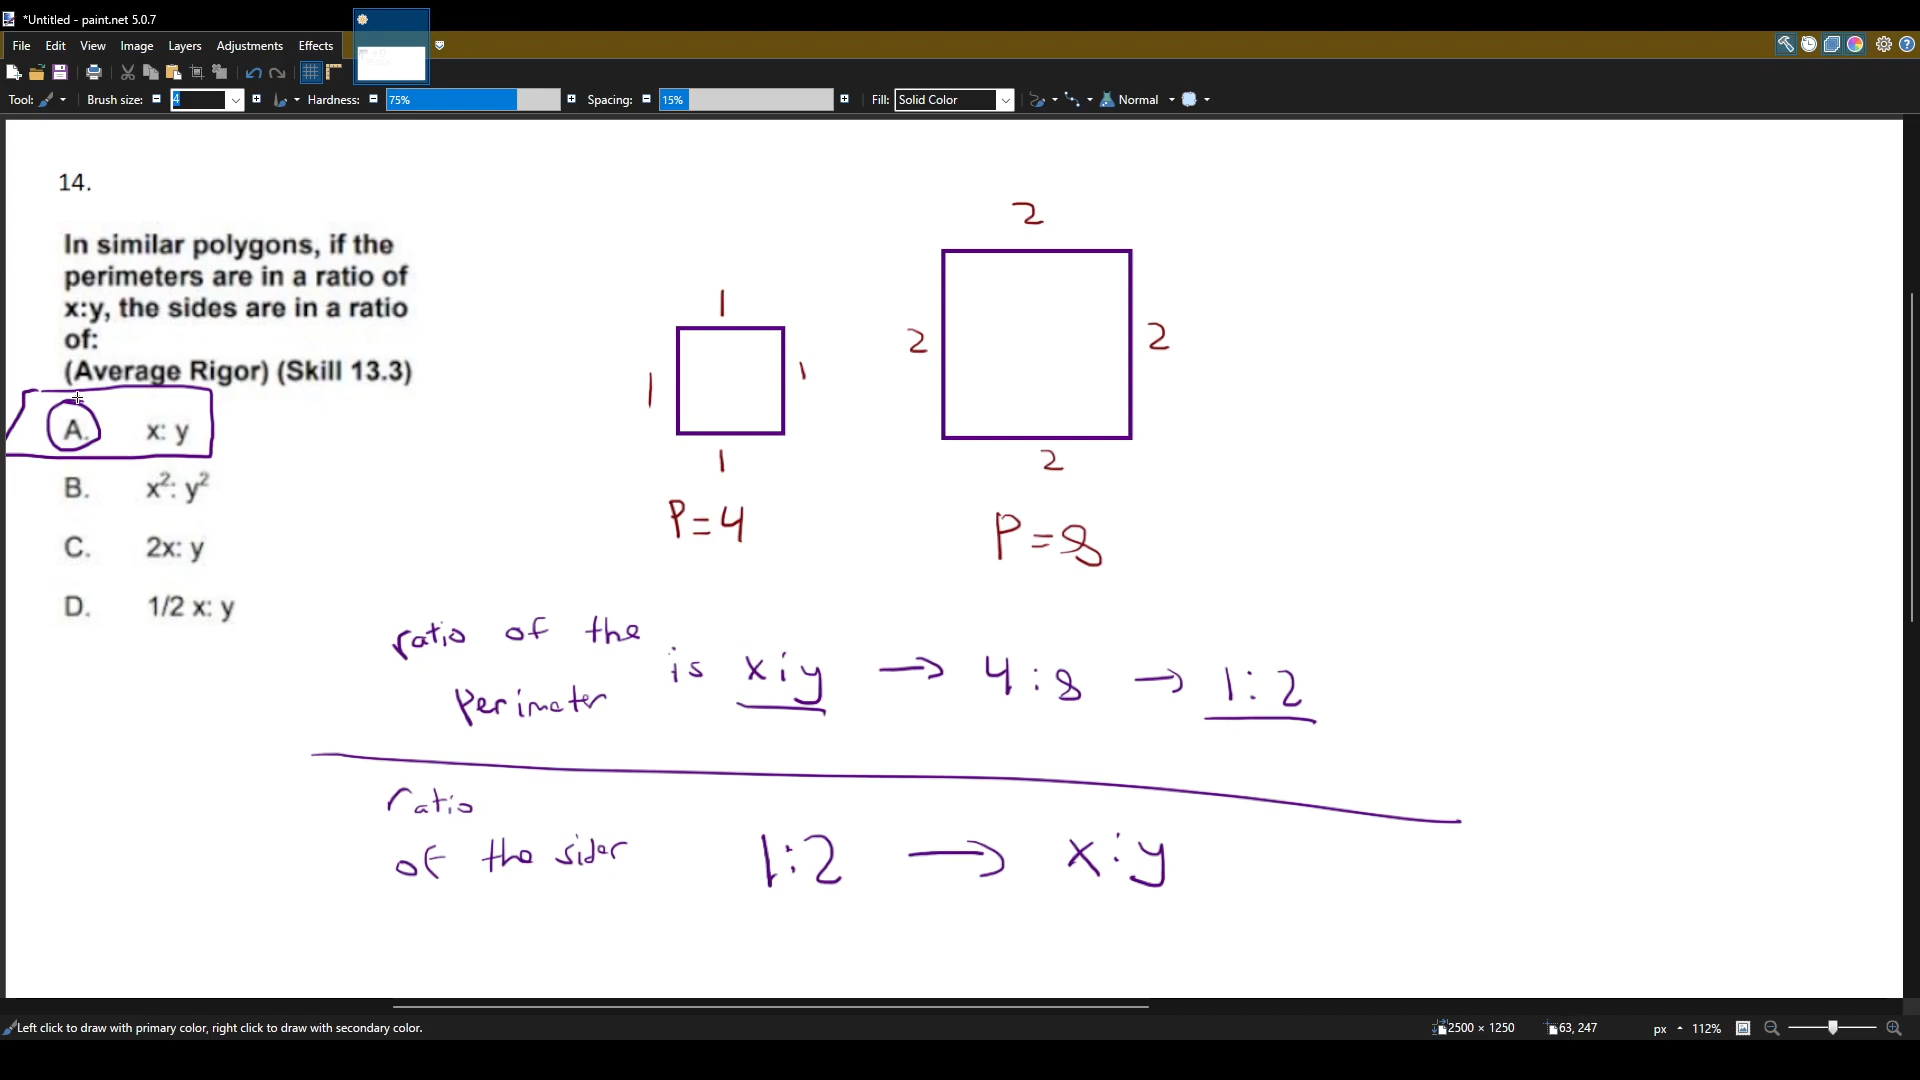 *Untitled - paint.net 5.0.7
File Edit View Image Layers Adjustments Effects
Tool: Brush size: 4 Hardness: 75% Spacing: 15% Fill: Solid Color Normal
14.
In similar polygons, if the
perimeters are in a ratio of
x:y, the sides are in a ratio
of:
(Average Rigor) (Skill 13.3)
A. x: y
B. x²: y²
C. 2x: y
D. 1/2 x: y
1
1
1
1
P=4
2
2
2
2
P=8
ratio of the
perimeter is x:y → 4:8 → 1:2
ratio
of the sides 1:2 → x:y
Left click to draw with primary color, right click to draw with secondary color.
2500 × 1250 63, 247 px 112%